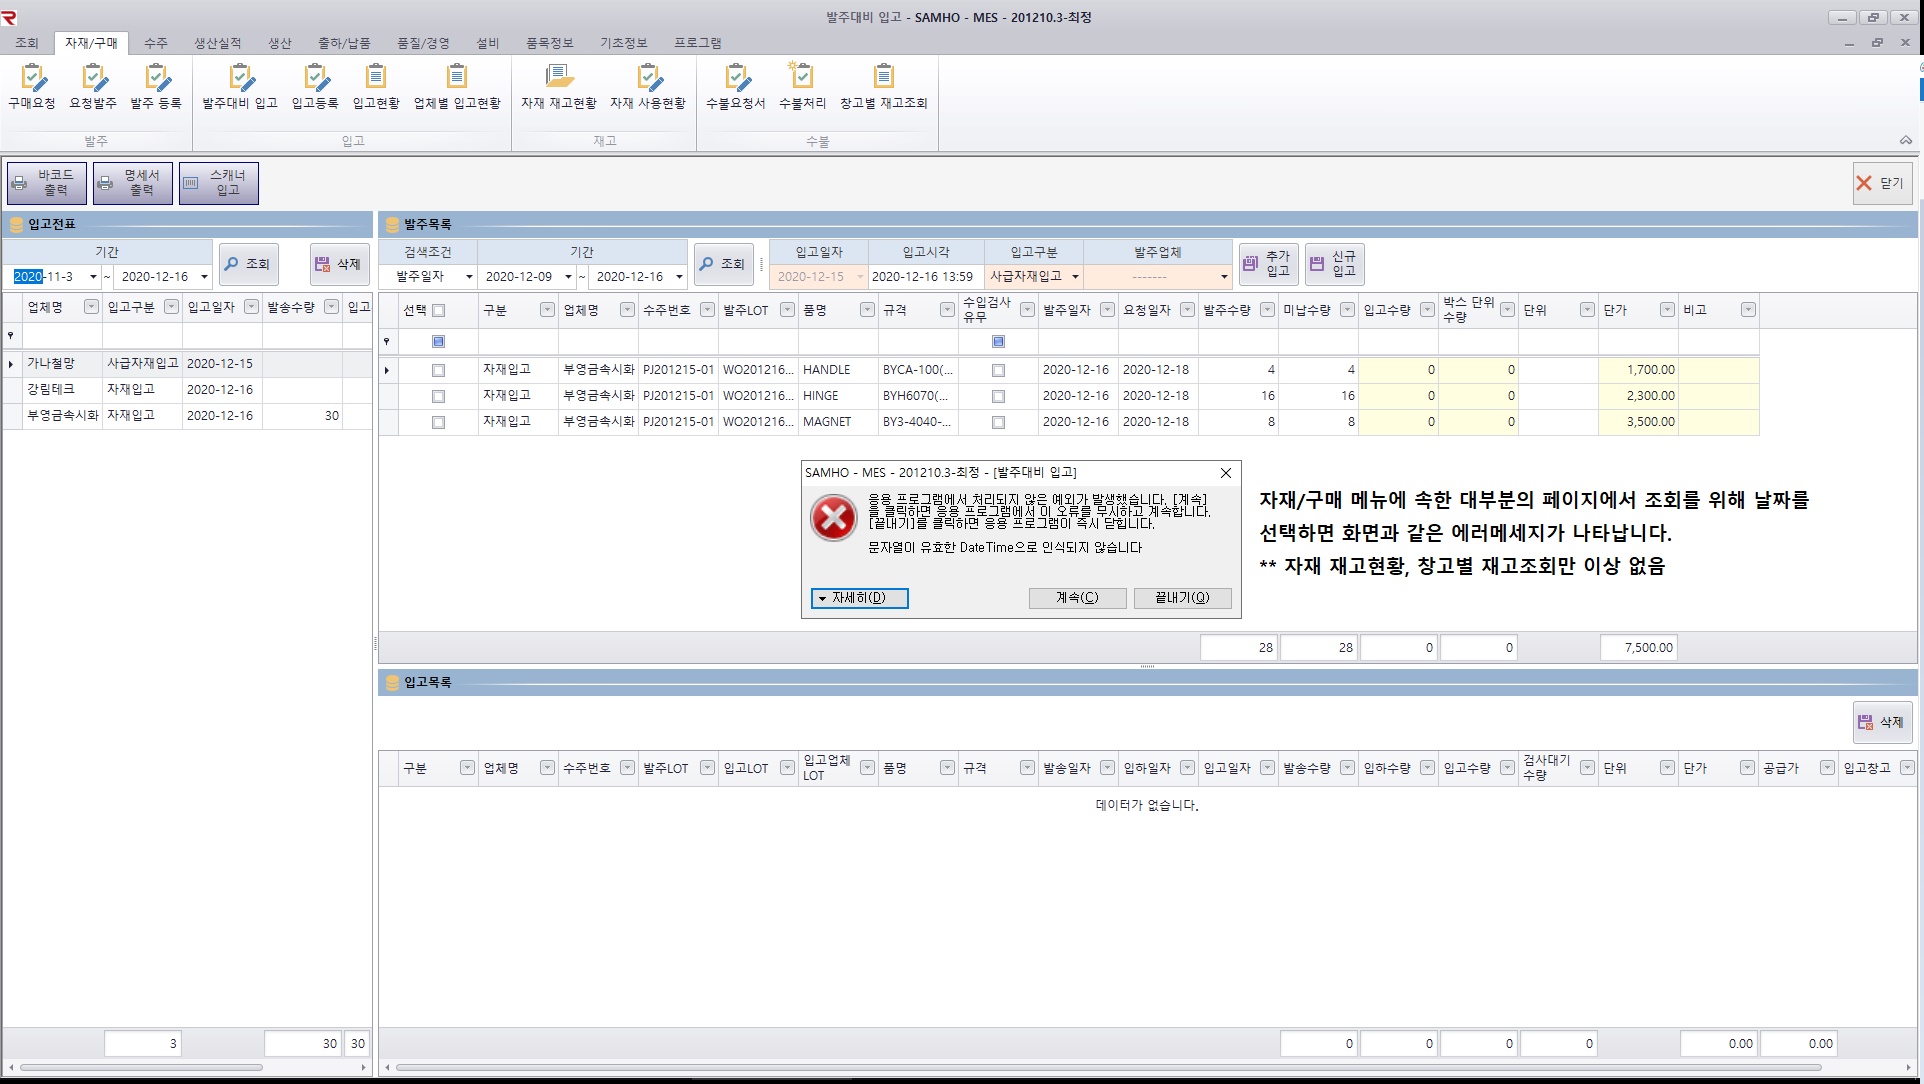 발주대비 입고 - SAMHO - MES - 201210.3-최정
조회 자재/구매 수주 생산실적 생산 출하/납품 품질/경영 설비 품목정보 기초정보 프로그램
구매요청 요청발주 발주 등록 발주대비 입고 입고등록 입고현황 업체별 입고현황 자재 재고현황 자재 사용현황 수불요청서 수불처리 창고별 재고조회
발주 입고 재고 수불
바코드 출력 명세서 출력 스캐너 입고 닫기
입고전표
기간
2020-11-3 ~ 2020-12-16 조회 삭제
업체명 입고구분 입고일자 발송수량 입고
가나철망 사급자재입고 2020-12-15
강림테크 자재입고 2020-12-16
부영금속시화 자재입고 2020-12-16 30
3 30 30
발주목록
검색조건 기간 입고일자 입고시각 입고구분 발주업체
발주일자 2020-12-09 ~ 2020-12-16 조회 2020-12-15 2020-12-16 13:59 사급자재입고 ------- 추가 입고 신규 입고
선택 구분 업체명 수주번호 발주LOT 품명 규격 수입검사 유무 발주일자 요청일자 발주수량 미납수량 입고수량 박스 단위 수량 단위 단가 비고
자재입고 부영금속시화 PJ201215-01 WO201216... HANDLE BYCA-100(... 2020-12-16 2020-12-18 4 4 0 0 1,700.00
자재입고 부영금속시화 PJ201215-01 WO201216... HINGE BYH6070(... 2020-12-16 2020-12-18 16 16 0 0 2,300.00
자재입고 부영금속시화 PJ201215-01 WO201216... MAGNET BY3-4040-... 2020-12-16 2020-12-18 8 8 0 0 3,500.00
SAMHO - MES - 201210.3-최정 - [발주대비 입고]
응용 프로그램에서 처리되지 않은 예외가 발생했습니다. [계속]
을 클릭하면 응용 프로그램에서 이 오류를 무시하고 계속합니다.
[끝내기]를 클릭하면 응용 프로그램이 즉시 닫힙니다.
문자열이 유효한 DateTime으로 인식되지 않습니다
자세히(D) 계속(C) 끝내기(Q)
자재/구매 메뉴에 속한 대부분의 페이지에서 조회를 위해 날짜를
선택하면 화면과 같은 에러메세지가 나타납니다.
** 자재 재고현황, 창고별 재고조회만 이상 없음
28 28 0 0 7,500.00
입고목록
삭제
구분 업체명 수주번호 발주LOT 입고LOT 입고업체 LOT 품명 규격 발송일자 입하일자 입고일자 발송수량 입하수량 입고수량 검사대기 수량 단위 단가 공급가 입고창고
데이터가 없습니다.
0 0 0 0 0.00 0.00